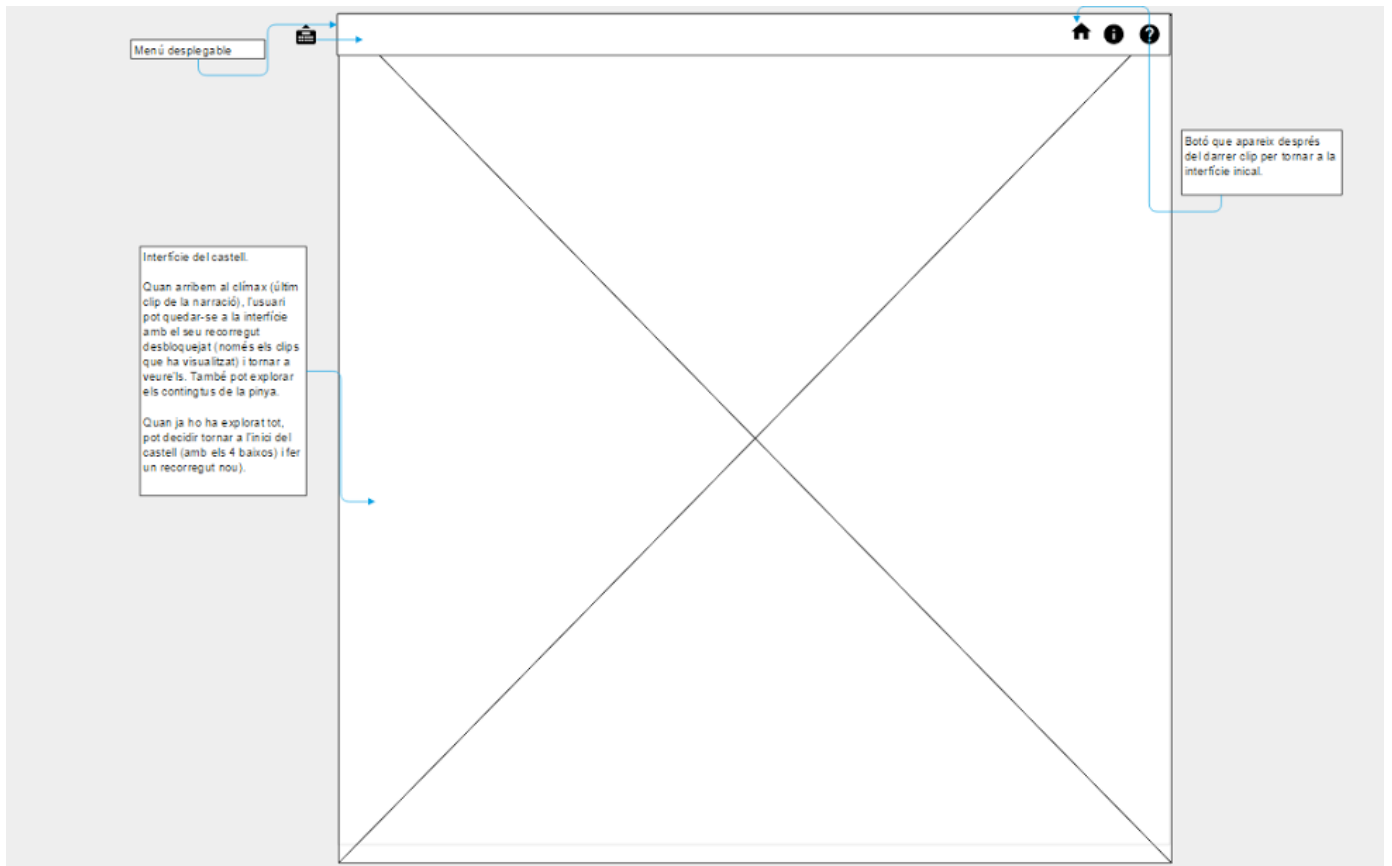 Menú desplegable
Botó que apareix després
del darrer clip per tornar a la
interfície inical.
Interfície del castell.
Quan arribem al clímax (últim
clip de la narració), l'usuari
pot quedar-se a la interfície
amb el seu recorregut
desbloquejat (només els clips
que ha visualitzat) i tornar a
veure'ls. També pot explorar
els contingtus de la pinya.
Quan ja ho ha explorat tot,
pot decidir tornar a l'inici del
castell (amb els 4 baixos) i fer
un recorregut nou).